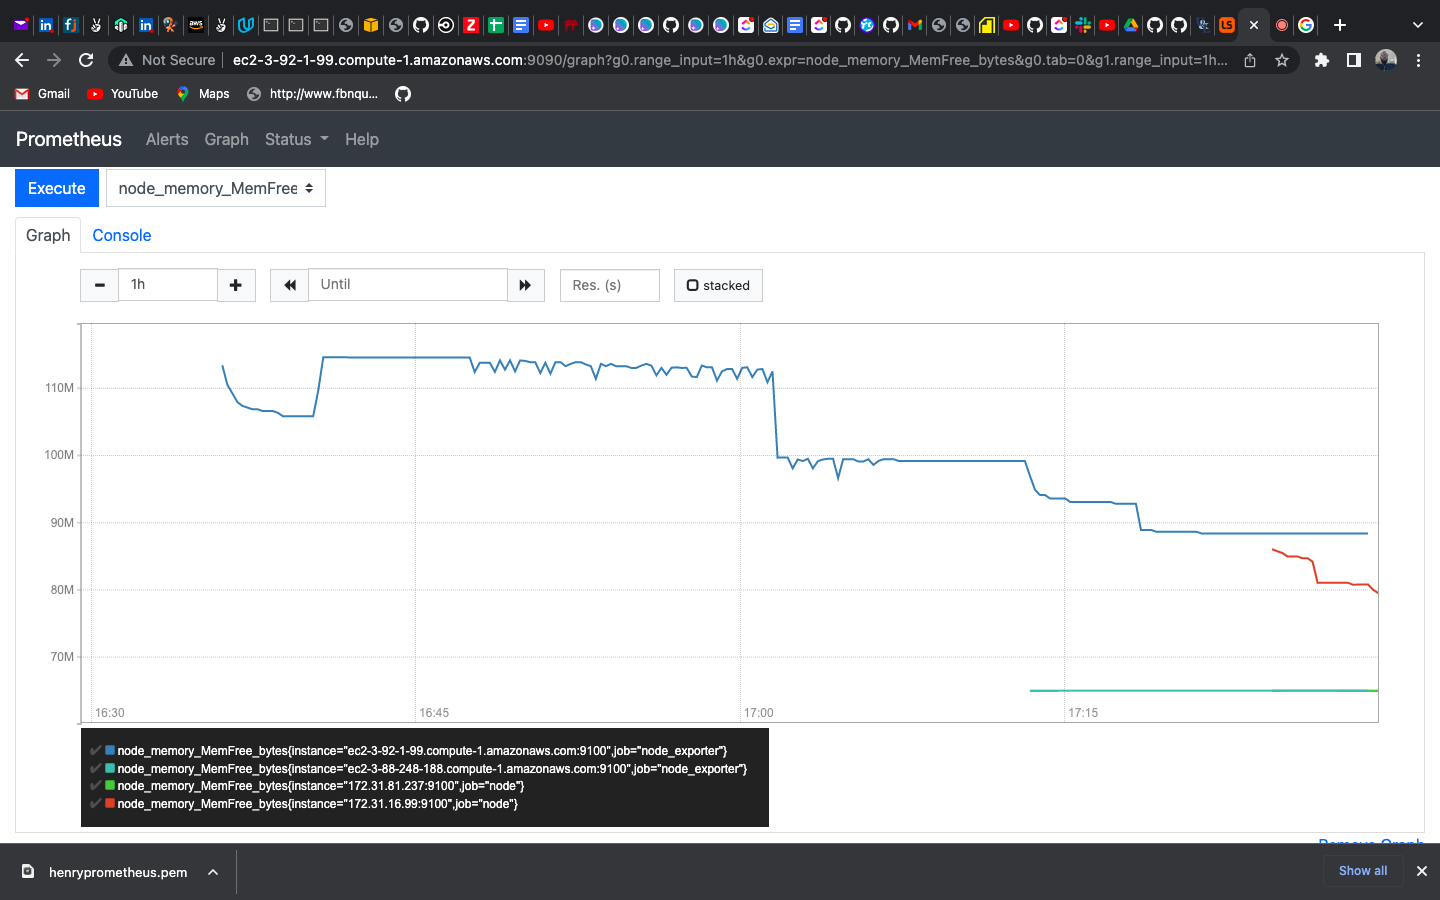 Not Secure
ec2-3-92-1-99.compute-1.amazonaws.com:9090/graph?g0.range_input=1h&g0.expr=node_memory_MemFree_bytes&g0.tab=0&g1.range_input=1h...
Gmail
YouTube
Maps
http://www.fbnqu...
Prometheus
Alerts
Graph
Status
Help
Execute
node_memory_MemFree
Graph
Console
1h
Until
Res. (s)
stacked
110M
100M
90M
80M
70M
16:30
16:45
17:00
17:15
node_memory_MemFree_bytes{instance="ec2-3-92-1-99.compute-1.amazonaws.com:9100",job="node_exporter"}
node_memory_MemFree_bytes{instance="ec2-3-88-248-188.compute-1.amazonaws.com:9100",job="node_exporter"}
node_memory_MemFree_bytes{instance="172.31.81.237:9100",job="node"}
node_memory_MemFree_bytes{instance="172.31.16.99:9100",job="node"}
Remove Graph
henryprometheus.pem
Show all